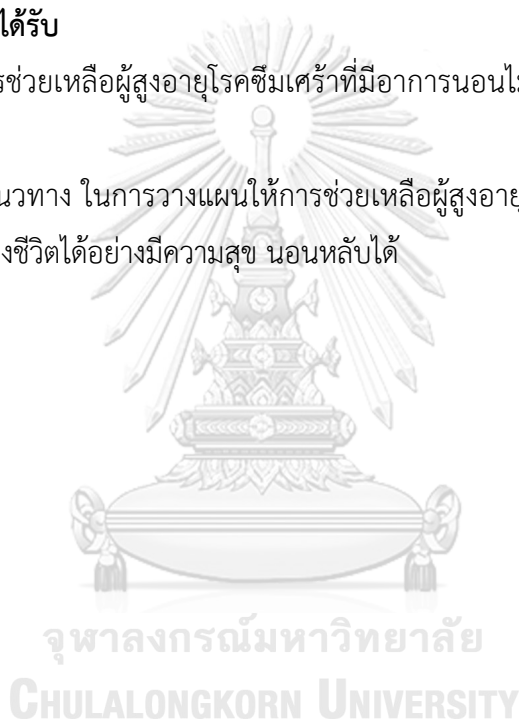 ได้รับ
รช่วยเหลือผู้สูงอายุโรคซึมเศร้าที่มีอาการนอนไม
นวทาง ในการวางแผนให้การช่วยเหลือผู้สูงอายุ
งชีวิตได้อย่างมีความสุข นอนหลับได้
จุฬาลงกรณ์มหาวิทยาลัย
CHULALONGKORN UNIVERSITY